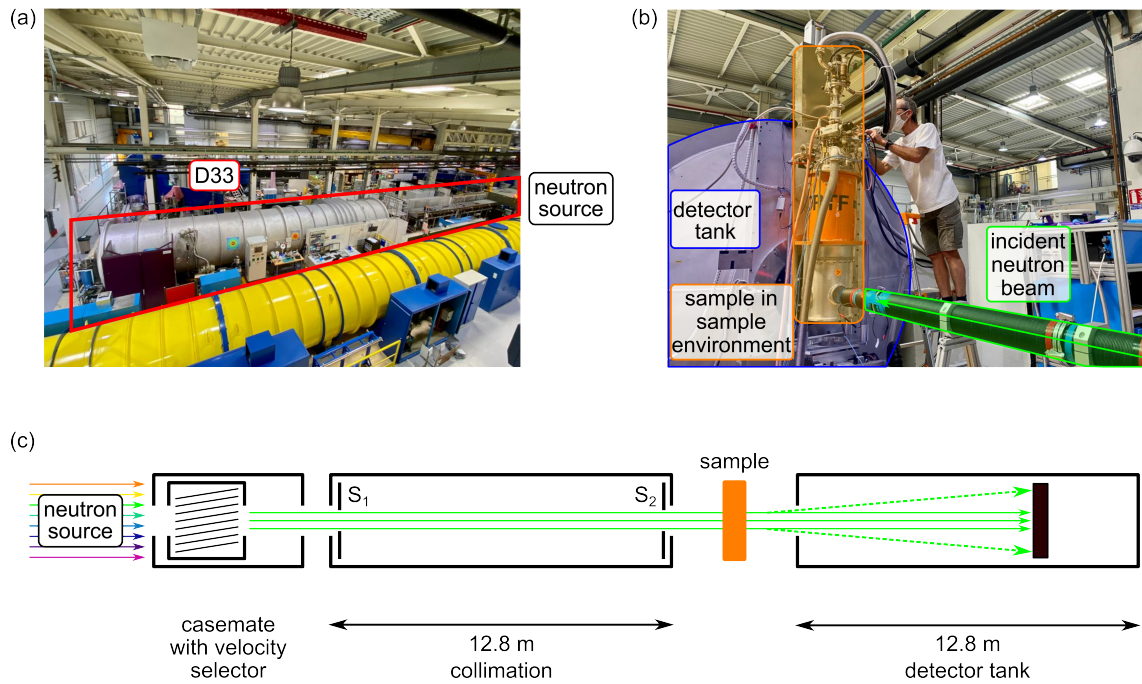 (a)
D33
neutron
source
(b)
detector
tank
sample in
sample
environment
incident
neutron
beam
(c)
neutron
source
S1
S2
sample
casemate
with velocity
selector
12.8 m
collimation
12.8 m
detector tank